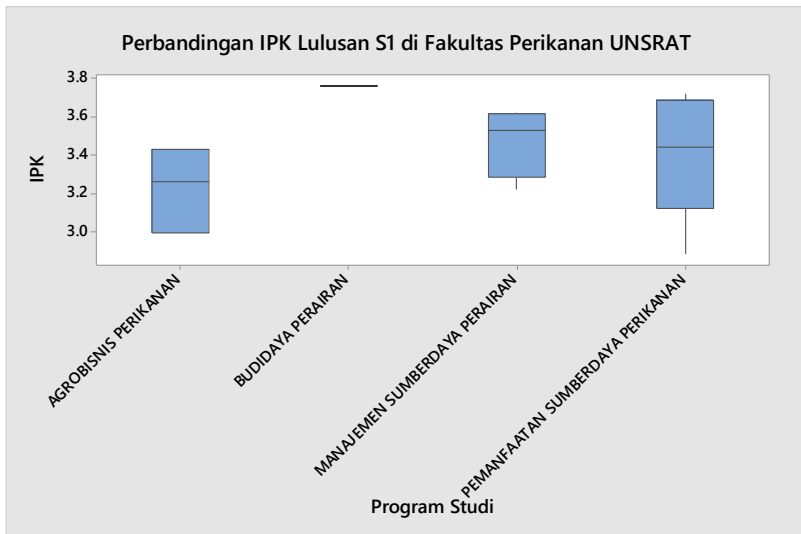 Perbandingan IPK Lulusan S1 di Fakultas Perikanan UNSRAT
3.8
3.6
3.4
3.2
3.0
IPK
AGROBISNIS PERIKANAN
BUDIDAYA PERAIRAN
MANAJEMEN SUMBERDAYA PERAIRAN
PEMANFAATAN SUMBERDAYA PERIKANAN
Program Studi